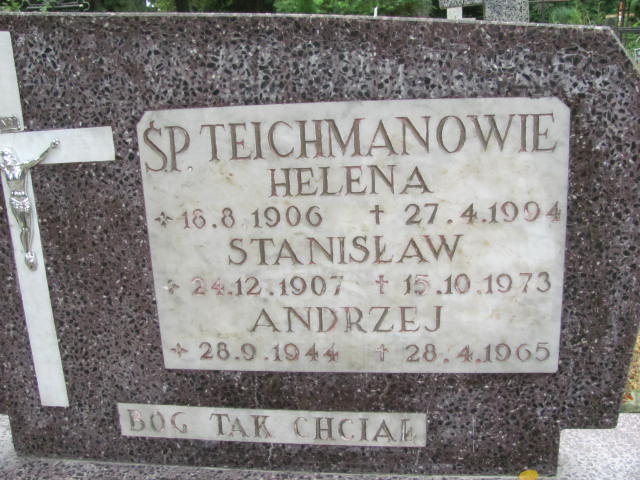 ŚP TEICHMANOWIE
HELENA
* 18.8.1906 † 27.4.1994
STANISŁAW
* 24.12.1907 † 15.10.1973
ANDRZEJ
* 28.9.1944 † 28.4.1965
BÓG TAK CHCIAŁ